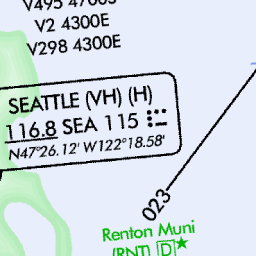 V2 4300E
V298 4300E
SEATTLE (VH) (H)
116.8 SEA 115
N47°26.12' W122°18.58'
023
Renton Muni
(RNT) D